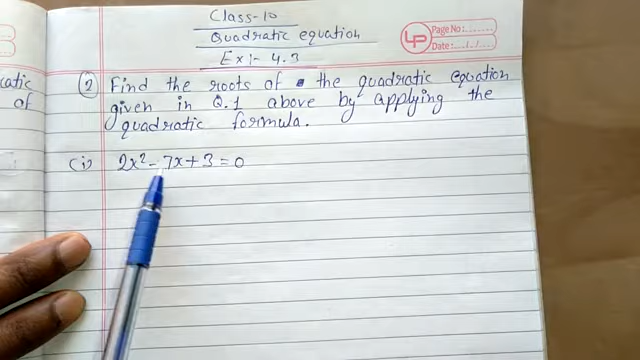 Class-10
Quadratic equation
Ex:- 4.3
LP
Page No:
Date: .../.../...
ratic
of
(2) Find the roots of the quadratic equation
given in Q.1 above by applying the
quadratic formula.
(i) 2x² - 7x + 3 = 0